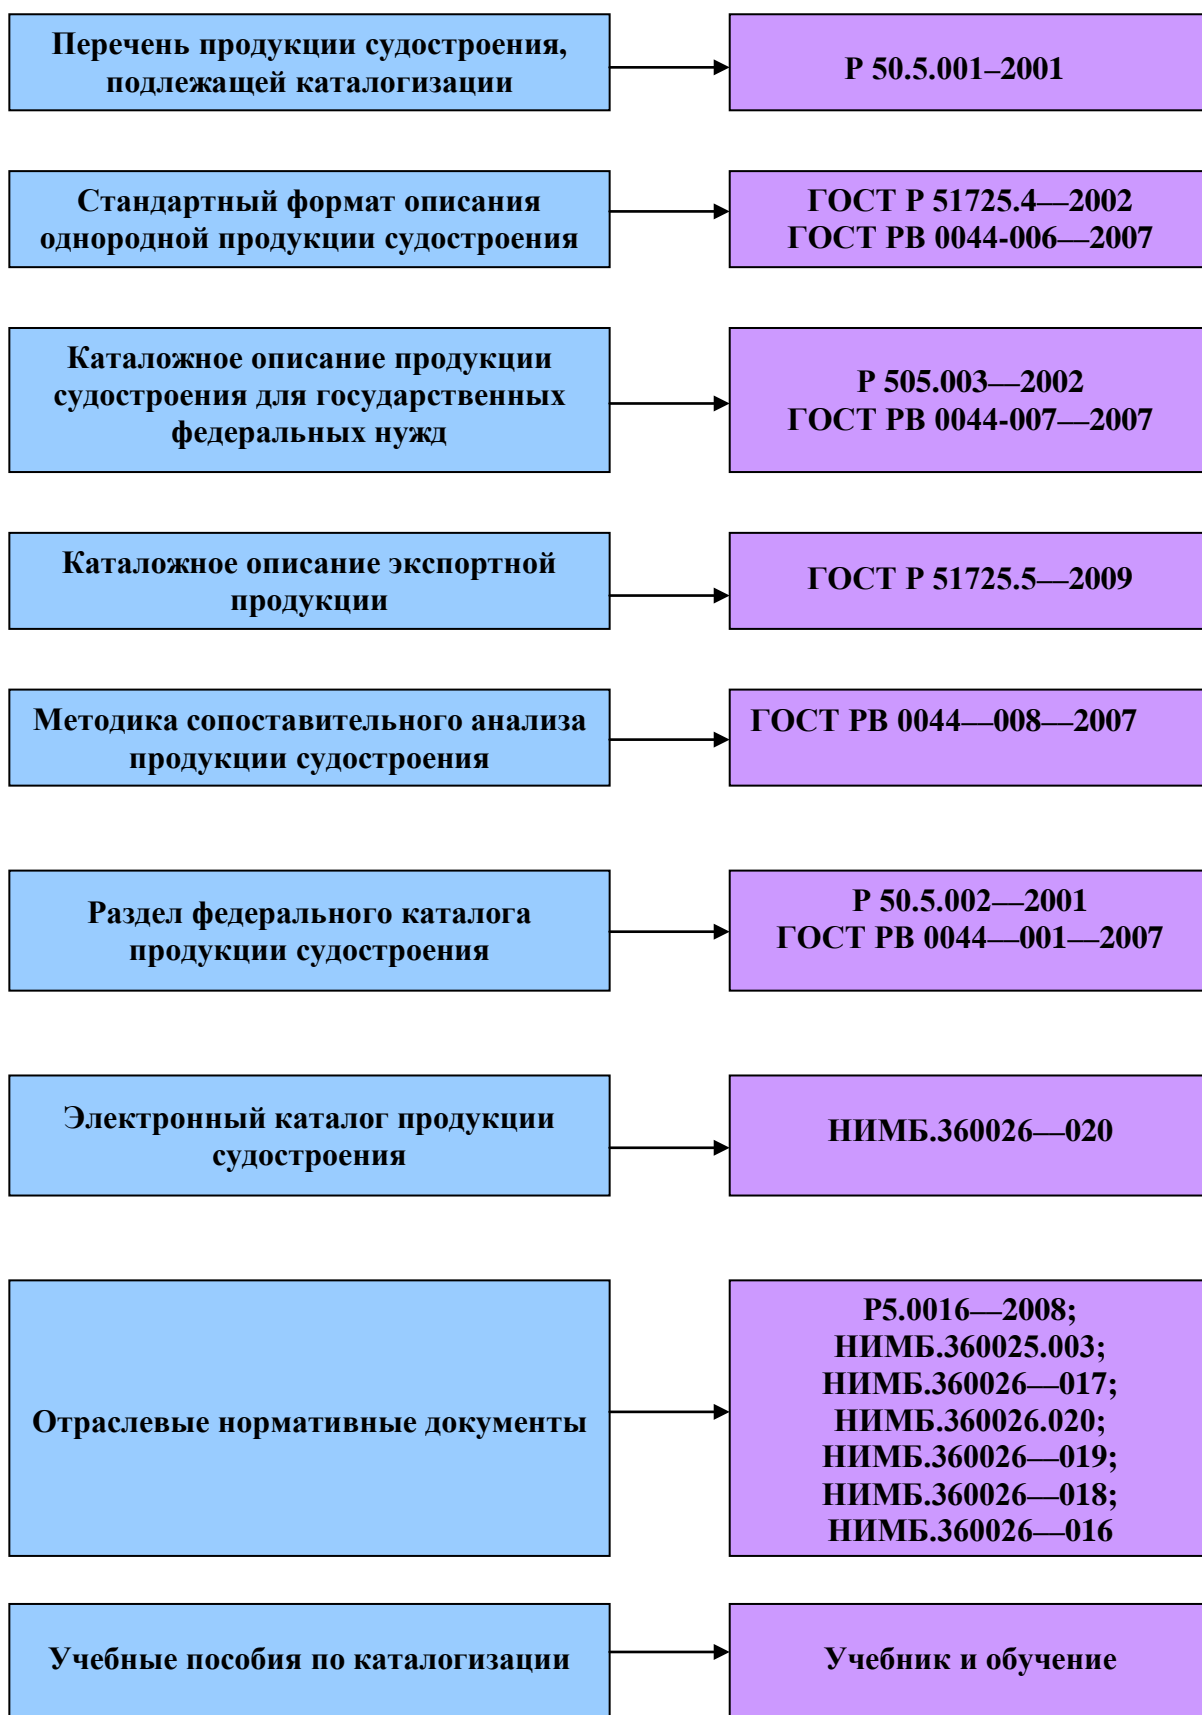 Перечень продукции судостроения,
подлежащей каталогизации
Р 50.5.001–2001
Стандартный формат описания
однородной продукции судостроения
ГОСТ Р 51725.4—2002
ГОСТ РВ 0044-006—2007
Каталожное описание продукции
судостроения для государственных
федеральных нужд
Р 505.003—2002
ГОСТ РВ 0044-007—2007
Каталожное описание экспортной
продукции
ГОСТ Р 51725.5—2009
Методика сопоставительного анализа
продукции судостроения
ГОСТ РВ 0044—008—2007
Раздел федерального каталога
продукции судостроения
Р 50.5.002—2001
ГОСТ РВ 0044—001—2007
Электронный каталог продукции
судостроения
НИМБ.360026—020
Отраслевые нормативные документы
Р5.0016—2008;
НИМБ.360025.003;
НИМБ.360026—017;
НИМБ.360026.020;
НИМБ.360026—019;
НИМБ.360026—018;
НИМБ.360026—016
Учебные пособия по каталогизации
Учебник и обучение